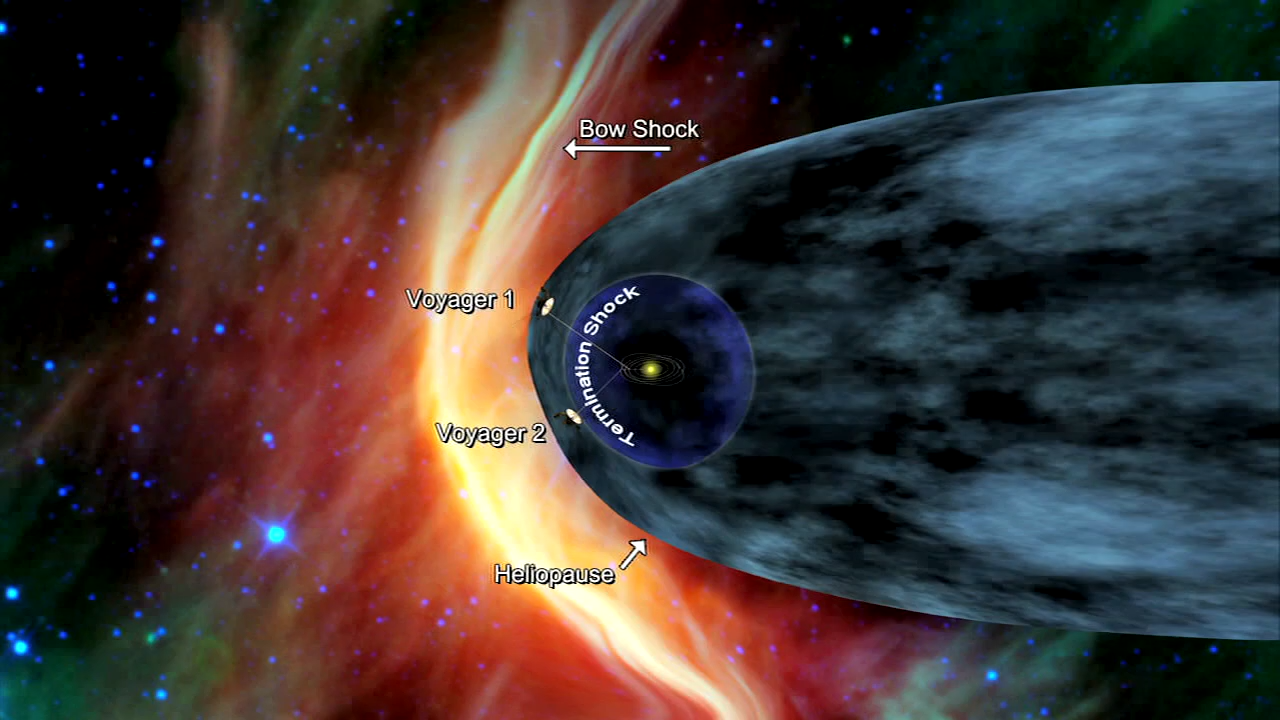 Bow Shock
Voyager 1
Termination Shock
Voyager 2
Heliopause